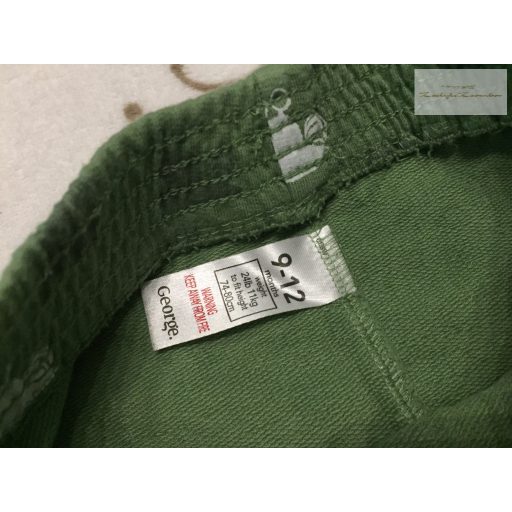 9-12
months
weight
24lb 11kg
to fit height
74-80cm
WARNING
KEEP AWAY FROM FIRE
George.